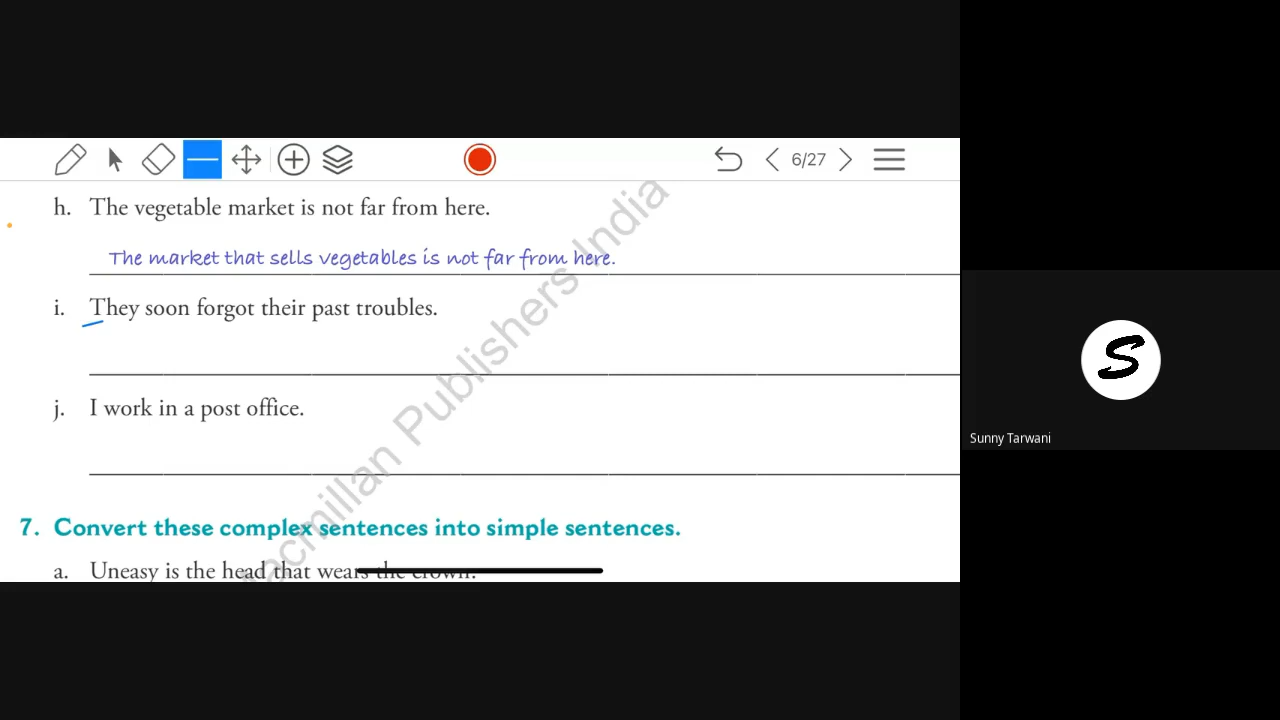 6/27
h. The vegetable market is not far from here.
The market that sells vegetables is not far from here.
i. They soon forgot their past troubles.
j. I work in a post office.
7. Convert these complex sentences into simple sentences.
a. Uneasy is the head that wears the crown.
Macmillan Publishers India
S
Sunny Tarwani